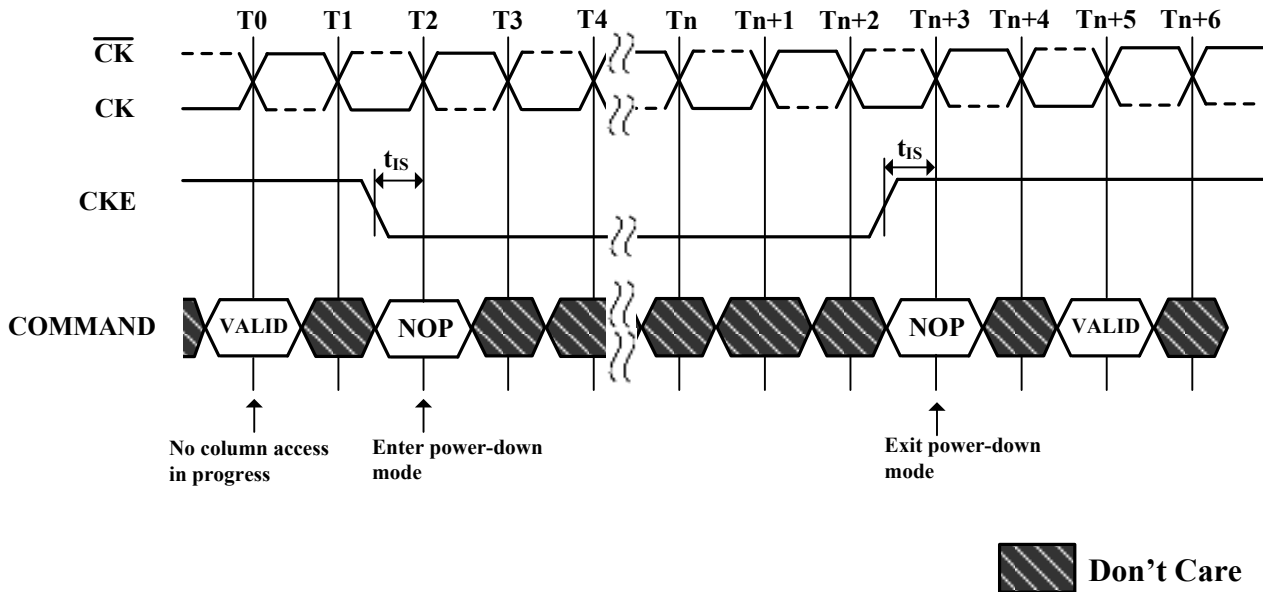 T0 T1 T2 T3 T4 Tn Tn+1 Tn+2 Tn+3 Tn+4 Tn+5 Tn+6
CK
CK
tIS
tIS
CKE
COMMAND
VALID
NOP
NOP
VALID
No column access
in progress
Enter power-down
mode
Exit power-down
mode
Don't Care